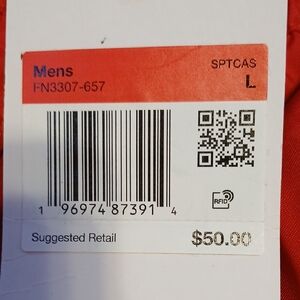 Mens SPTCAS
FN3307-657 L
1 96974 87391 4
RFID
Suggested Retail $50.00